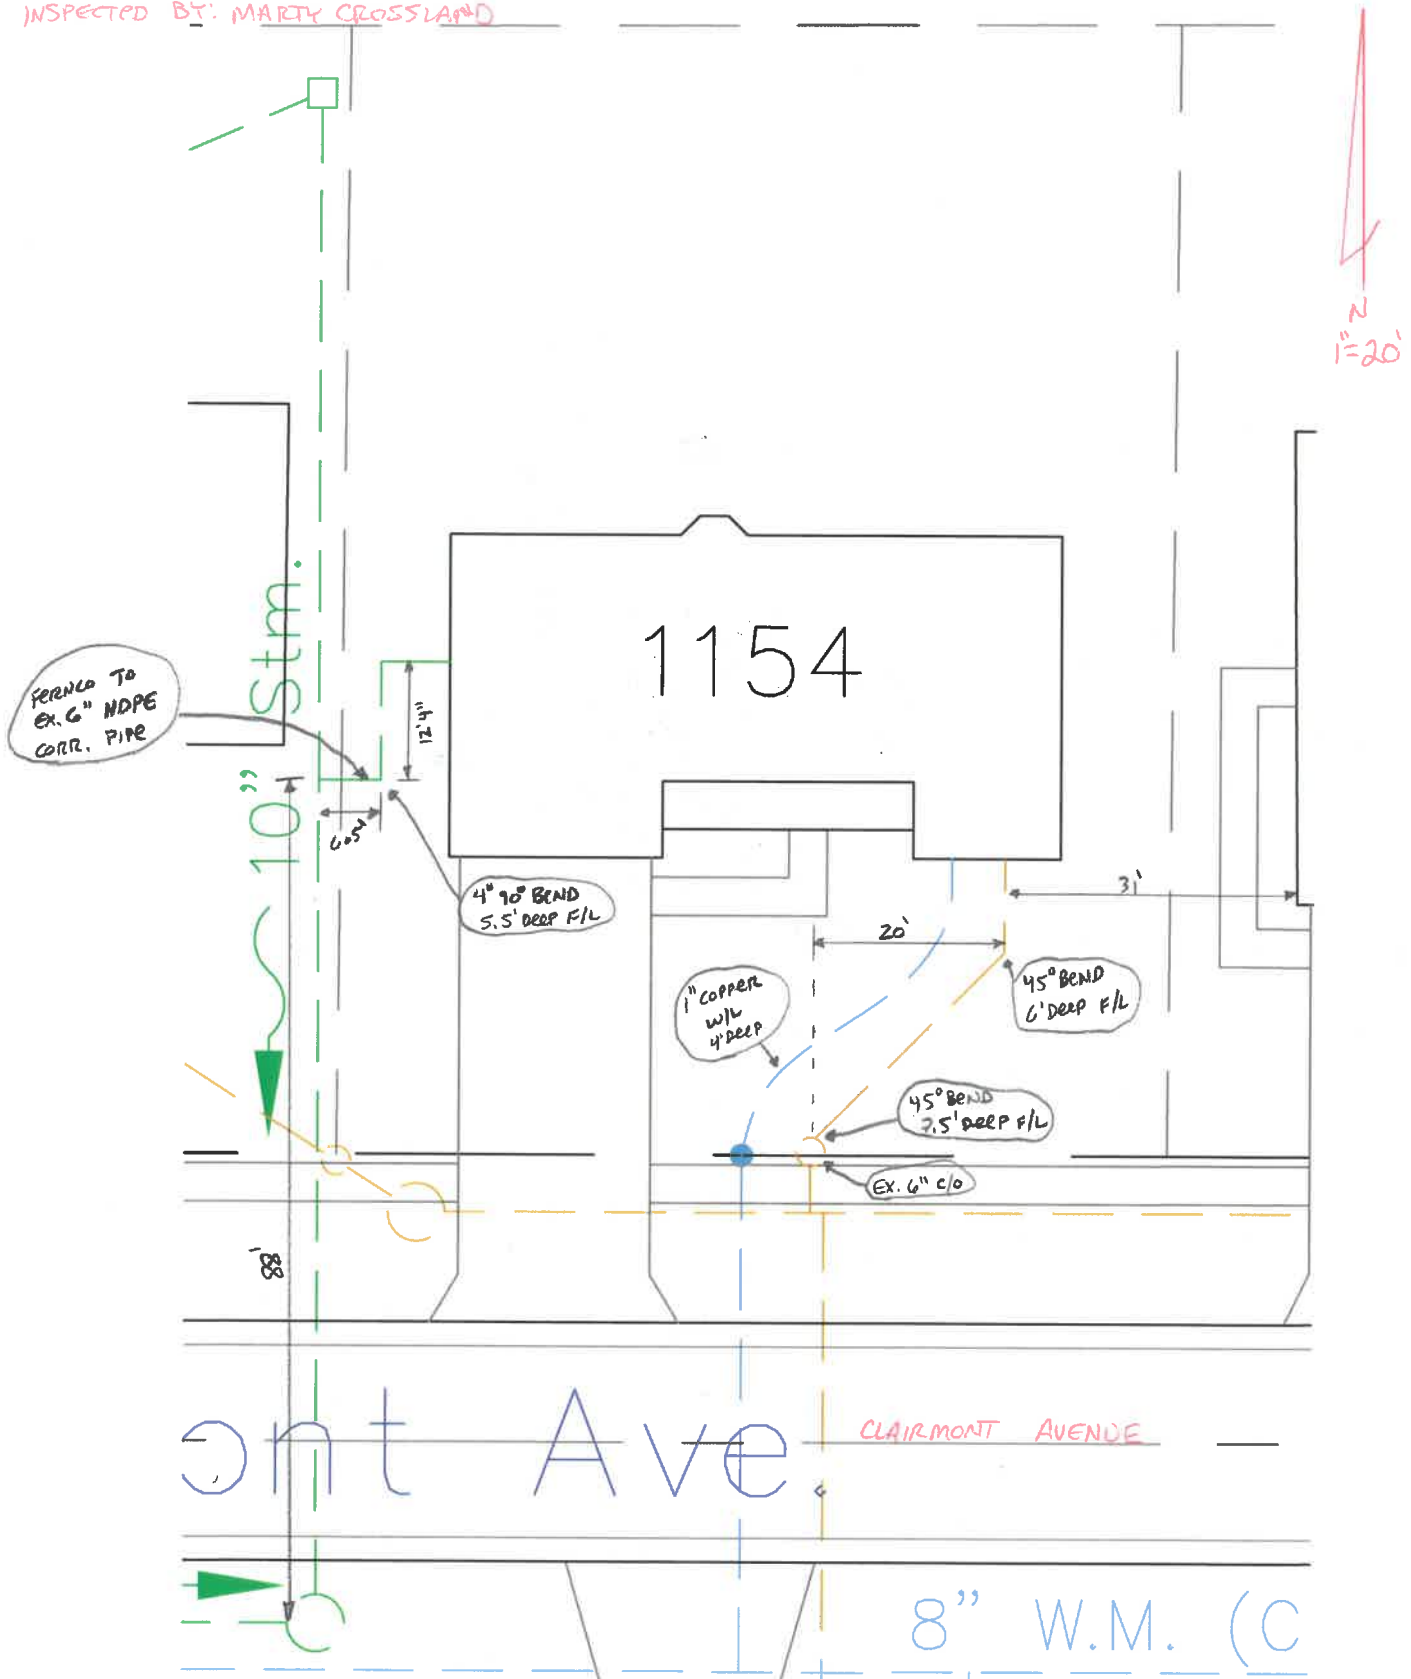 INSPECTED BY: MARTY CROSSLAND
N
1"=20'
10" Stm.
1154
FERNCO TO
EX. 6" HDPE
CORR. PIPE
12'4"
6.5'
4" 90° BEND
5.5' DEEP F/L
31'
20'
45° BEND
6' DEEP F/L
1" COPPER
W/L
4' DEEP
45° BEND
7.5' DEEP F/L
EX. 6" C/O
88'
ont Ave.
CLAIRMONT AVENUE
8" W.M. (C